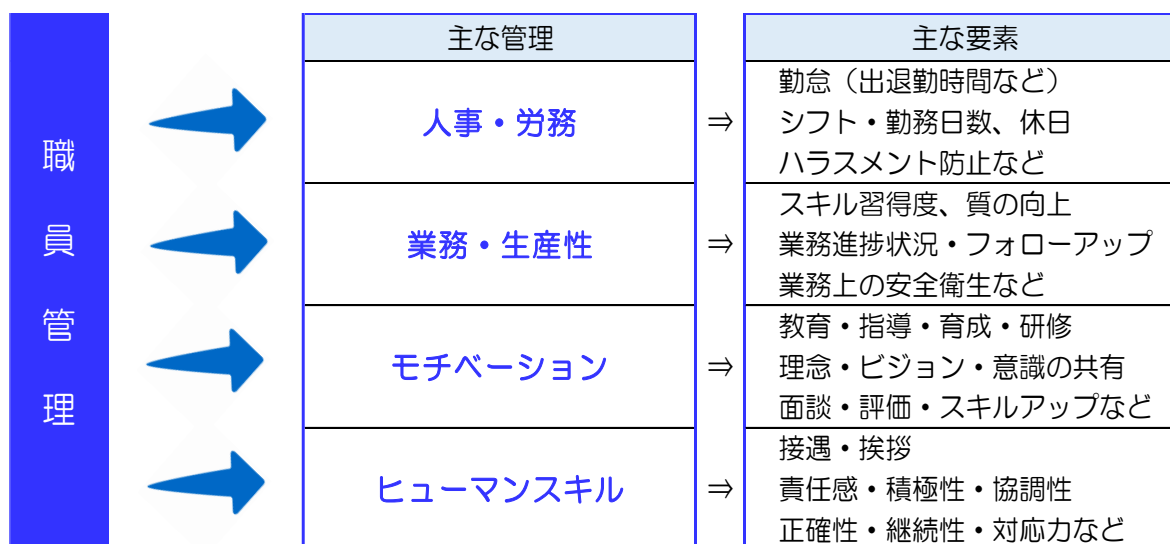 職員管理
主な管理
主な要素
人事・労務
⇒
勤怠（出退勤時間など）
シフト・勤務日数、休日
ハラスメント防止など
業務・生産性
⇒
スキル習得度、質の向上
業務進捗状況・フォローアップ
業務上の安全衛生など
モチベーション
⇒
教育・指導・育成・研修
理念・ビジョン・意識の共有
面談・評価・スキルアップなど
ヒューマンスキル
⇒
接遇・挨拶
責任感・積極性・協調性
正確性・継続性・対応力など